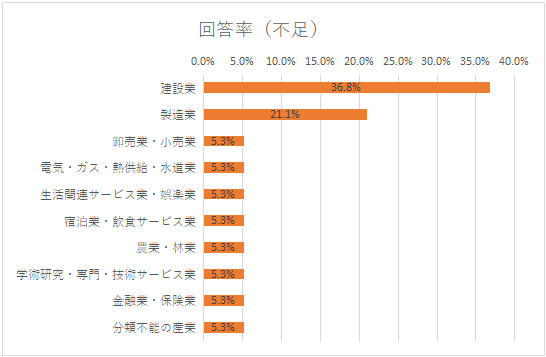 回答率（不足）
0.0% 5.0% 10.0% 15.0% 20.0% 25.0% 30.0% 35.0% 40.0%
建設業 36.8%
製造業 21.1%
卸売業・小売業 5.3%
電気・ガス・熱供給・水道業 5.3%
生活関連サービス業・娯楽業 5.3%
宿泊業・飲食サービス業 5.3%
農業・林業 5.3%
学術研究・専門・技術サービス業 5.3%
金融業・保険業 5.3%
分類不能の産業 5.3%